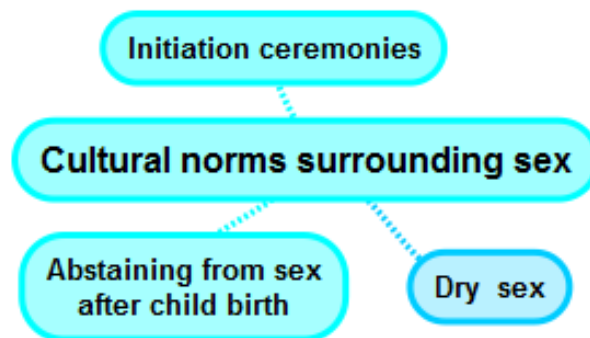 Initiation ceremonies
Cultural norms surrounding sex
Abstaining from sex
after child birth
Dry sex